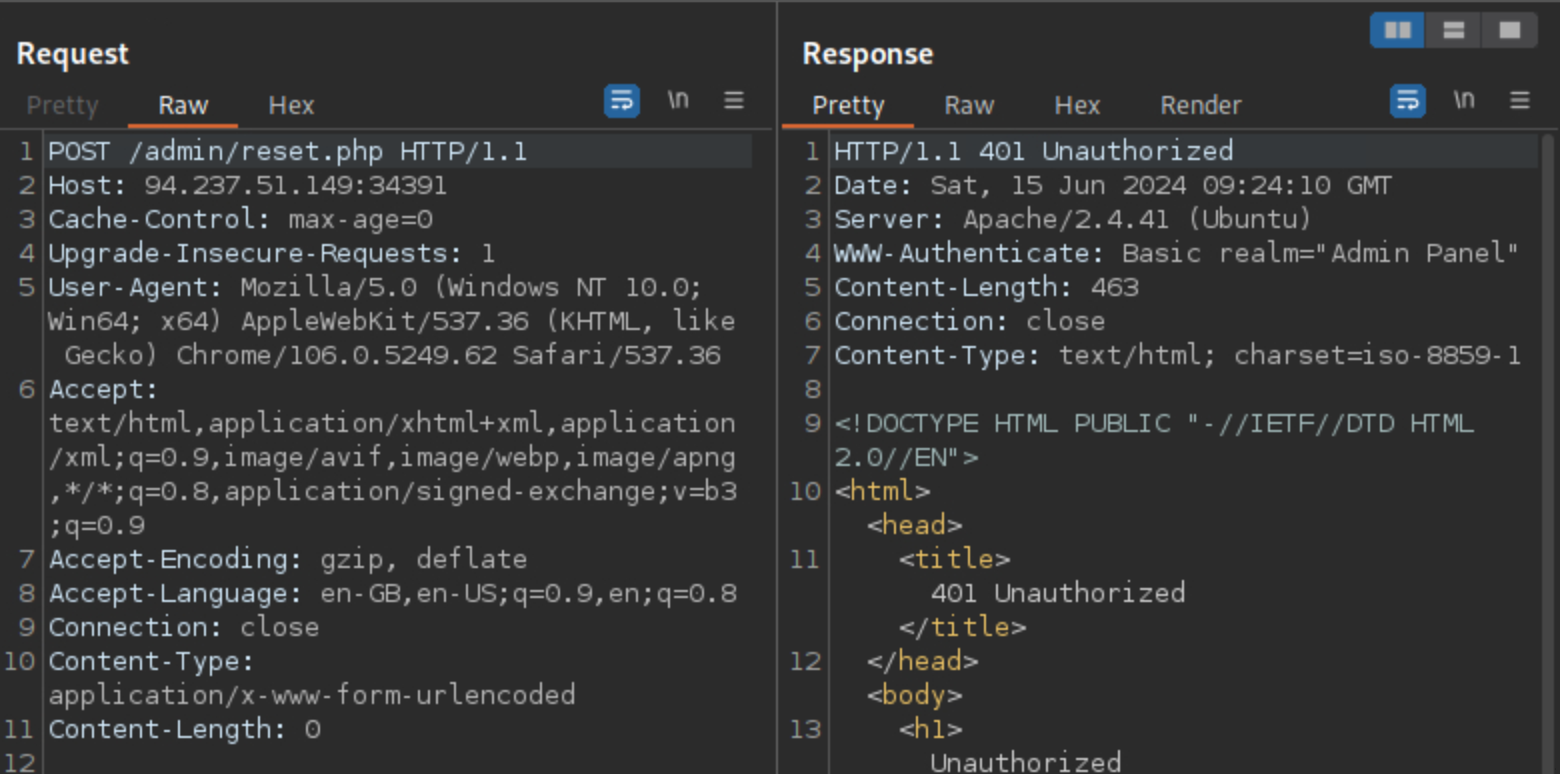 Request
Pretty Raw Hex \n
1 POST /admin/reset.php HTTP/1.1
2 Host: 94.237.51.149:34391
3 Cache-Control: max-age=0
4 Upgrade-Insecure-Requests: 1
5 User-Agent: Mozilla/5.0 (Windows NT 10.0;
Win64; x64) AppleWebKit/537.36 (KHTML, like
Gecko) Chrome/106.0.5249.62 Safari/537.36
6 Accept:
text/html,application/xhtml+xml,application
/xml;q=0.9,image/avif,image/webp,image/apng
,*/*;q=0.8,application/signed-exchange;v=b3
;q=0.9
7 Accept-Encoding: gzip, deflate
8 Accept-Language: en-GB,en-US;q=0.9,en;q=0.8
9 Connection: close
10 Content-Type:
application/x-www-form-urlencoded
11 Content-Length: 0
12
Response
Pretty Raw Hex Render \n
1 HTTP/1.1 401 Unauthorized
2 Date: Sat, 15 Jun 2024 09:24:10 GMT
3 Server: Apache/2.4.41 (Ubuntu)
4 WWW-Authenticate: Basic realm="Admin Panel"
5 Content-Length: 463
6 Connection: close
7 Content-Type: text/html; charset=iso-8859-1
8
9 <!DOCTYPE HTML PUBLIC "-//IETF//DTD HTML
2.0//EN">
10 <html>
<head>
11 <title>
401 Unauthorized
</title>
12 </head>
<body>
13 <h1>
Unauthorized